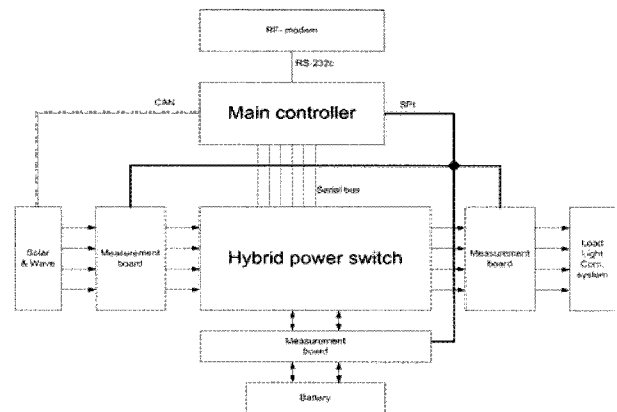 RF- modem
RS-232c
CAN
Main controller
SPI
Serial bus
Solar
& Wave
Measurement
board
Hybrid power switch
Measurement
board
Load
Light
Com.
system
Measurement
board
Battery